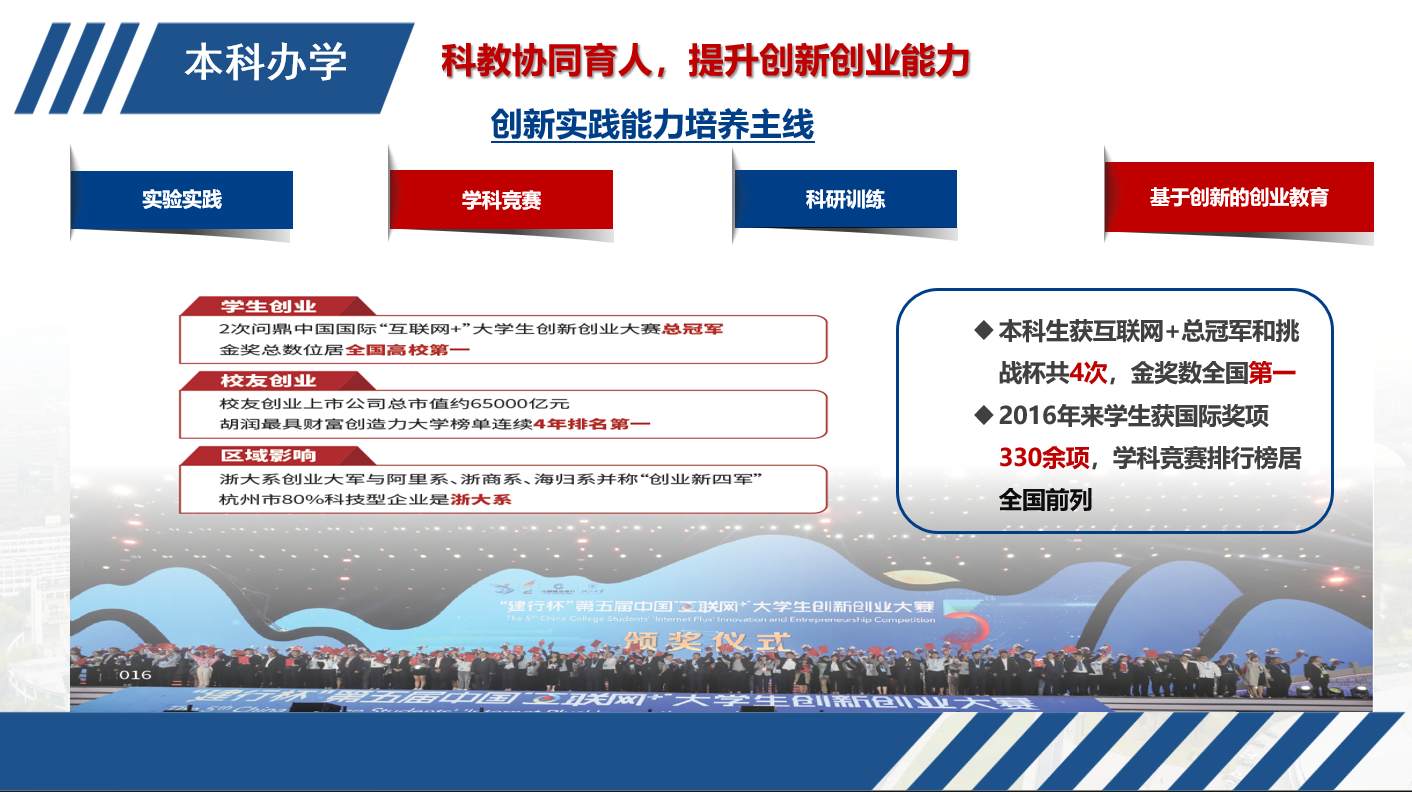 本科办学
科教协同育人，提升创新创业能力
创新实践能力培养主线
实验实践
学科竞赛
科研训练
基于创新的创业教育
学生创业
2次问鼎中国国际“互联网+”大学生创新创业大赛总冠军
金奖总数位居全国高校第一
校友创业
校友创业上市公司总市值约65000亿元
胡润最具财富创造力大学榜单连续4年排名第一
区域影响
浙大系创业大军与阿里系、浙商系、海归系并称“创业新四军”
杭州市80%科技型企业是浙大系
◆本科生获互联网+总冠军和挑
战杯共4次，金奖数全国第一
◆2016年来学生获国际奖项
330余项，学科竞赛排行榜居
全国前列
“建行杯”第五届中国“互联网+”大学生创新创业大赛
The 5th China College Students' 'Internet Plus' Innovation and Entrepreneurship Competition
颁奖仪式
016
“建行杯”第五届中国“互联网+”大学生创新创业大赛